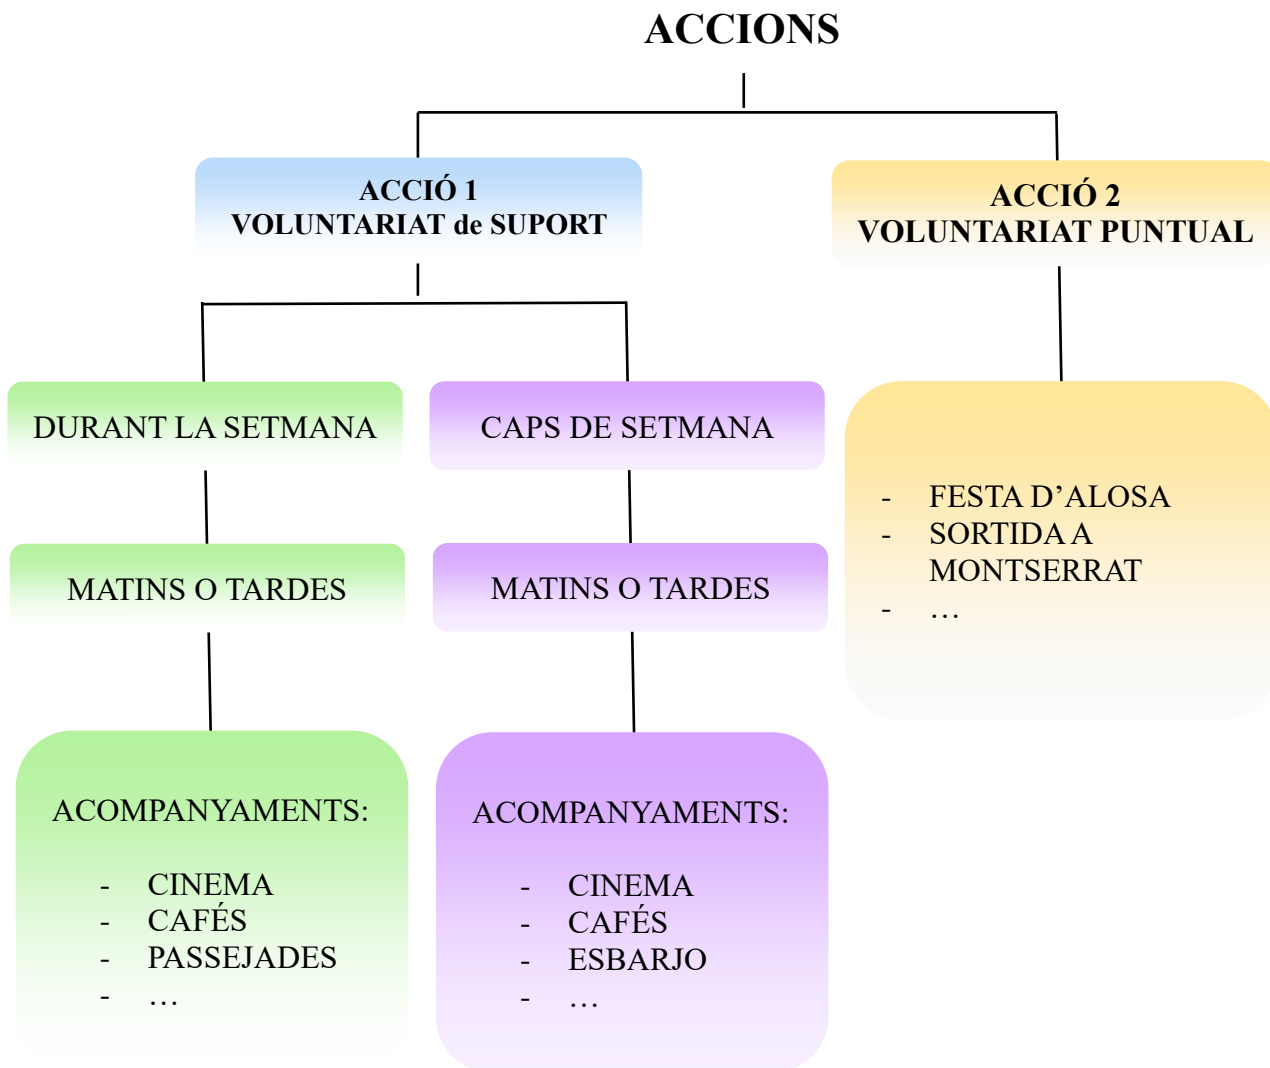 ACCIONS
ACCIÓ 1
VOLUNTARIAT de SUPORT
ACCIÓ 2
VOLUNTARIAT PUNTUAL
DURANT LA SETMANA
CAPS DE SETMANA
MATINS O TARDES
MATINS O TARDES
- FESTA D’ALOSA
- SORTIDA A
MONTSERRAT
- …
ACOMPANYAMENTS:
- CINEMA
- CAFÉS
- PASSEJADES
- …
ACOMPANYAMENTS:
- CINEMA
- CAFÉS
- ESBARJO
- …